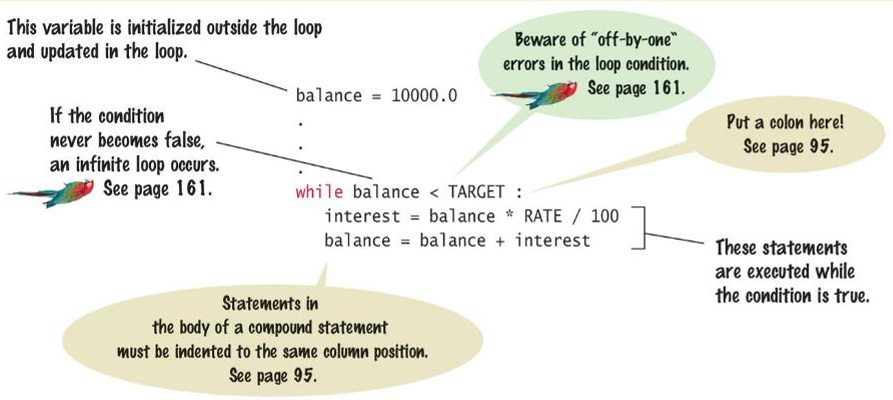 This variable is initialized outside the loop
and updated in the loop.
balance = 10000.0
.
.
.
If the condition
never becomes false,
an infinite loop occurs.
See page 161.
Beware of "off-by-one"
errors in the loop condition.
See page 161.
Put a colon here!
See page 95.
while balance < TARGET :
interest = balance * RATE / 100
balance = balance + interest
These statements
are executed while
the condition is true.
Statements in
the body of a compound statement
must be indented to the same column position.
See page 95.